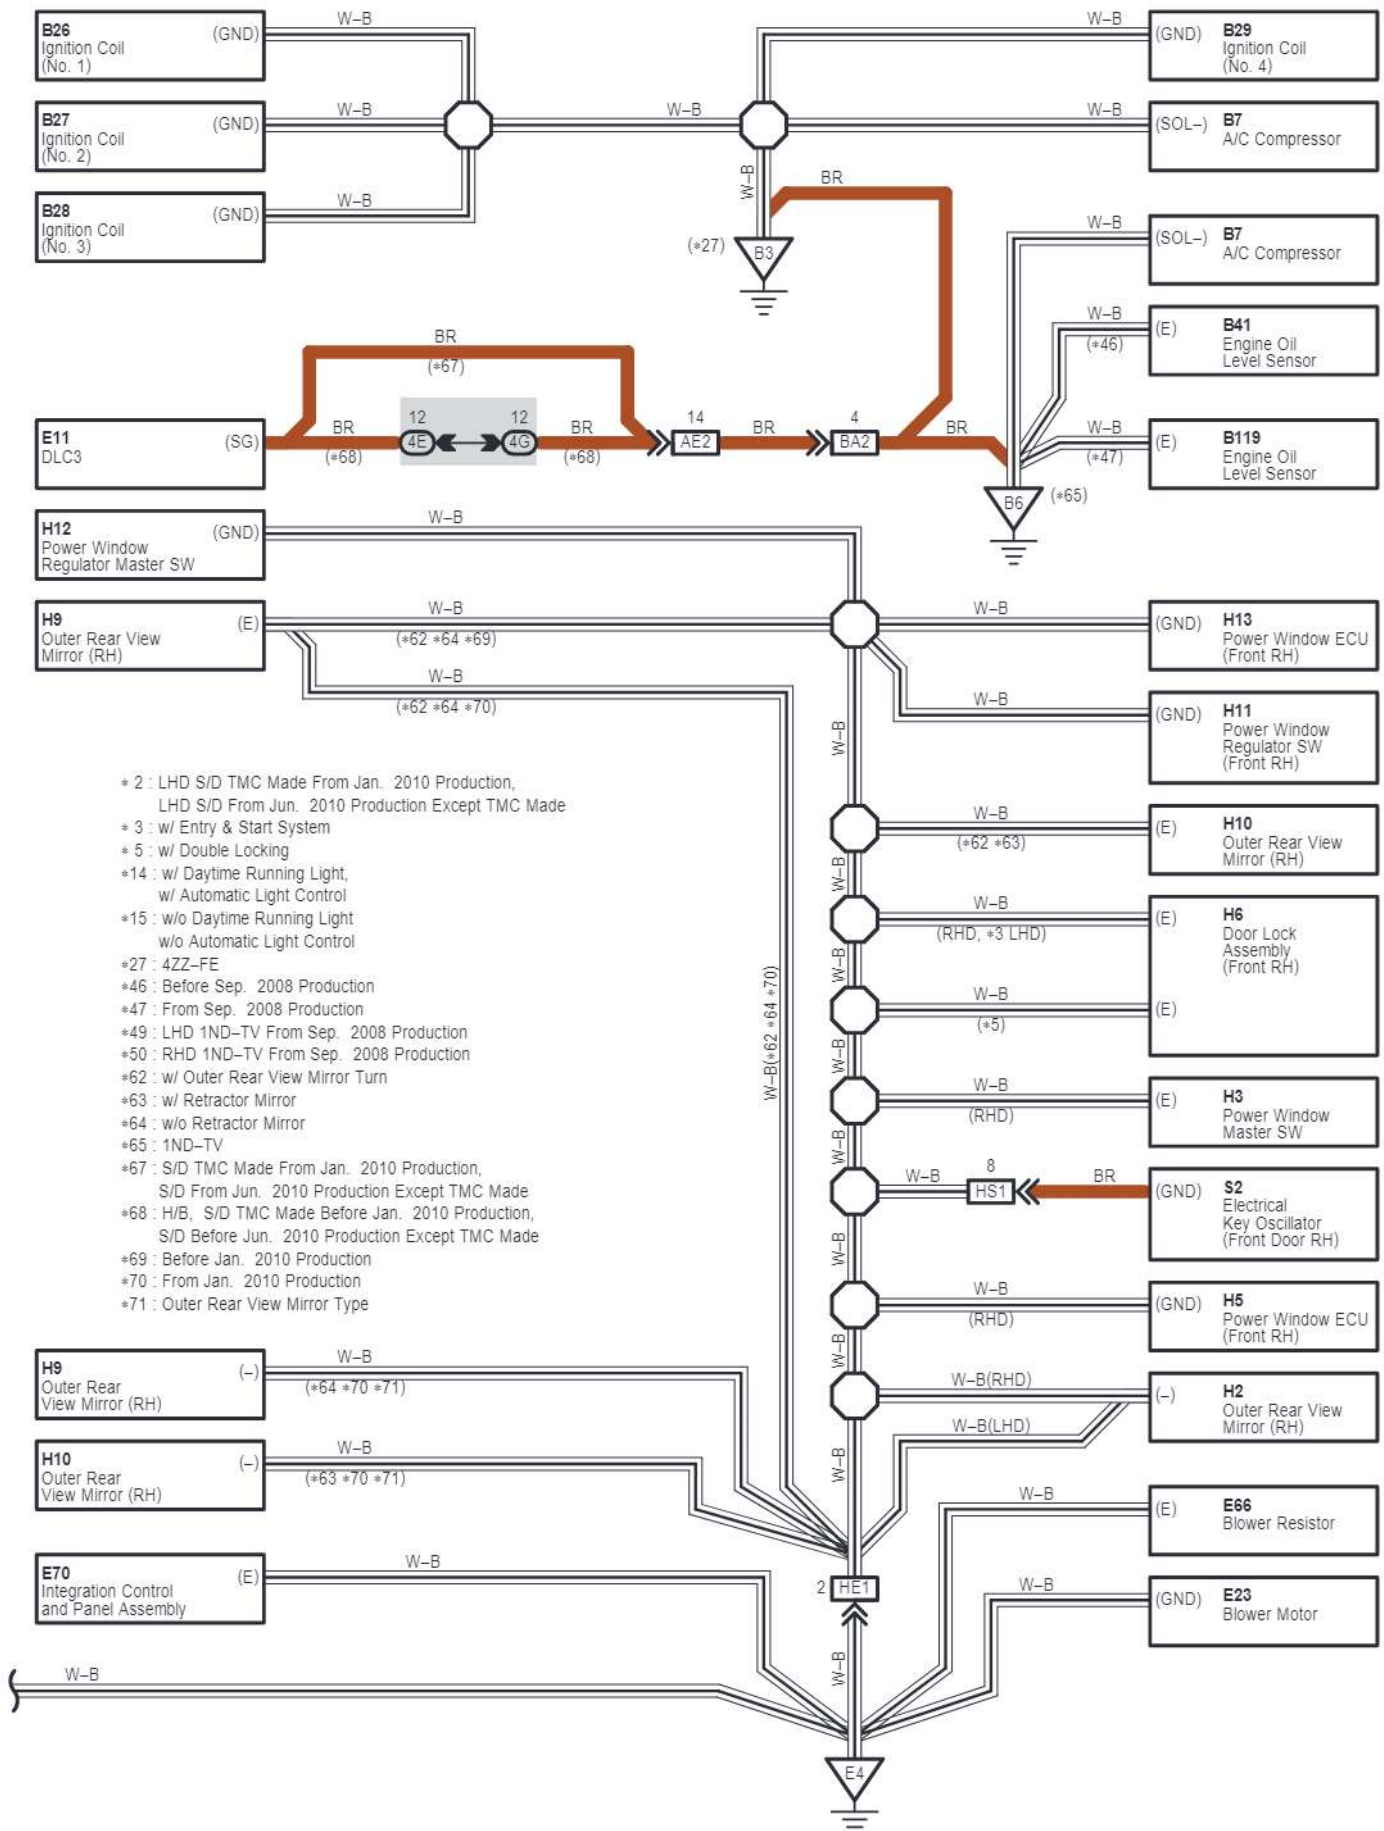 W–B
W–B
B26
(GND)
Ignition Coil
(No. 1)
(GND)
B29
Ignition Coil
(No. 4)
W–B
W–B
W–B
B27
(GND)
Ignition Coil
(No. 2)
(SOL–)
B7
A/C Compressor
W–B
BR
W–B
B28
(GND)
Ignition Coil
(No. 3)
(∗27)
B3
W–B
(SOL–)
B7
A/C Compressor
W–B
(∗46)
(E)
B41
Engine Oil
Level Sensor
BR
(∗67)
E11
(SG)
DLC3
BR
(∗68)
12
4E
12
4G
BR
(∗68)
14
AE2
BR
4
BA2
BR
W–B
(∗47)
(E)
B119
Engine Oil
Level Sensor
B6
(∗65)
H12
(GND)
Power Window
Regulator Master SW
W–B
H9
(E)
Outer Rear View
Mirror (RH)
W–B
(∗62 ∗64 ∗69)
W–B
(GND)
H13
Power Window ECU
(Front RH)
W–B
(∗62 ∗64 ∗70)
W–B
W–B
(GND)
H11
Power Window
Regulator SW
(Front RH)
∗ 2 : LHD S/D TMC Made From Jan. 2010 Production,
LHD S/D From Jun. 2010 Production Except TMC Made
∗ 3 : w/ Entry & Start System
∗ 5 : w/ Double Locking
∗14 : w/ Daytime Running Light,
w/ Automatic Light Control
∗15 : w/o Daytime Running Light
w/o Automatic Light Control
∗27 : 4ZZ–FE
∗46 : Before Sep. 2008 Production
∗47 : From Sep. 2008 Production
∗49 : LHD 1ND–TV From Sep. 2008 Production
∗50 : RHD 1ND–TV From Sep. 2008 Production
∗62 : w/ Outer Rear View Mirror Turn
∗63 : w/ Retractor Mirror
∗64 : w/o Retractor Mirror
∗65 : 1ND–TV
∗67 : S/D TMC Made From Jan. 2010 Production,
S/D From Jun. 2010 Production Except TMC Made
∗68 : H/B, S/D TMC Made Before Jan. 2010 Production,
S/D Before Jun. 2010 Production Except TMC Made
∗69 : Before Jan. 2010 Production
∗70 : From Jan. 2010 Production
∗71 : Outer Rear View Mirror Type
W–B(∗62 ∗64 ∗70)
W–B
(∗62 ∗63)
(E)
H10
Outer Rear View
Mirror (RH)
W–B
W–B
(RHD, ∗3 LHD)
(E)
H6
Door Lock
Assembly
(Front RH)
W–B
W–B
(∗5)
(E)
W–B
W–B
(RHD)
(E)
H3
Power Window
Master SW
W–B
W–B
8
HS1
BR
(GND)
S2
Electrical
Key Oscillator
(Front Door RH)
W–B
W–B
(RHD)
(GND)
H5
Power Window ECU
(Front RH)
W–B
H9
(–)
Outer Rear
View Mirror (RH)
W–B
(∗64 ∗70 ∗71)
W–B(RHD)
(–)
H2
Outer Rear View
Mirror (RH)
W–B(LHD)
W–B
H10
(–)
Outer Rear
View Mirror (RH)
W–B
(∗63 ∗70 ∗71)
W–B
(E)
E66
Blower Resistor
E70
(E)
Integration Control
and Panel Assembly
W–B
2
HE1
W–B
(GND)
E23
Blower Motor
W–B
W–B
E4